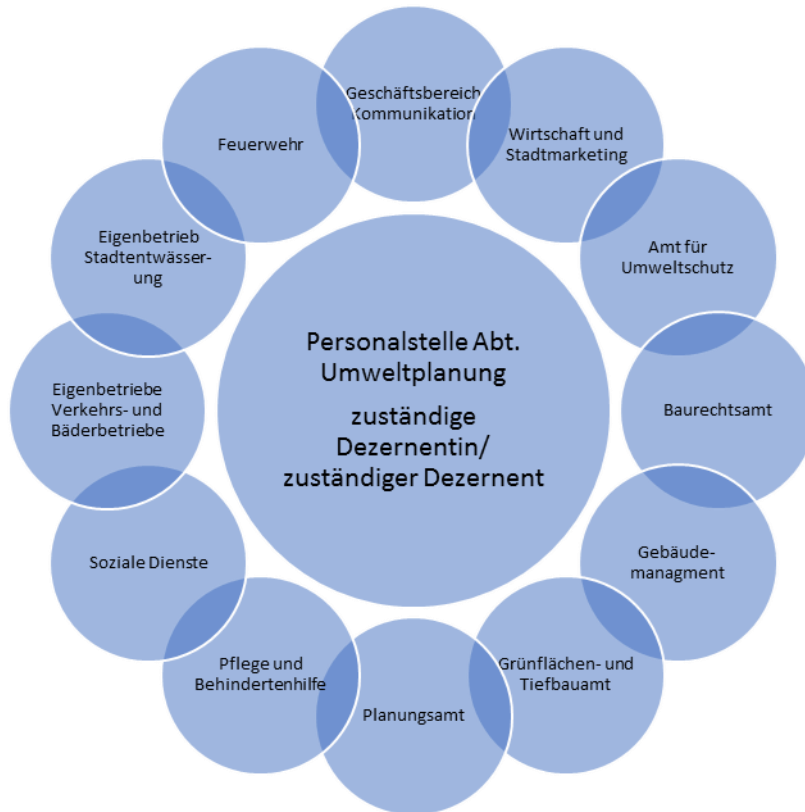 Geschäftsbereich
Kommunikation
Wirtschaft und
Stadtmarketing
Amt für
Umweltschutz
Baurechtsamt
Gebäude-
managment
Grünflächen- und
Tiefbauamt
Planungsamt
Pflege und
Behindertenhilfe
Soziale Dienste
Eigenbetriebe
Verkehrs- und
Bäderbetriebe
Eigenbetrieb
Stadtentwässer-
ung
Feuerwehr
Personalstelle Abt.
Umweltplanung
zuständige
Dezernentin/
zuständiger Dezernent